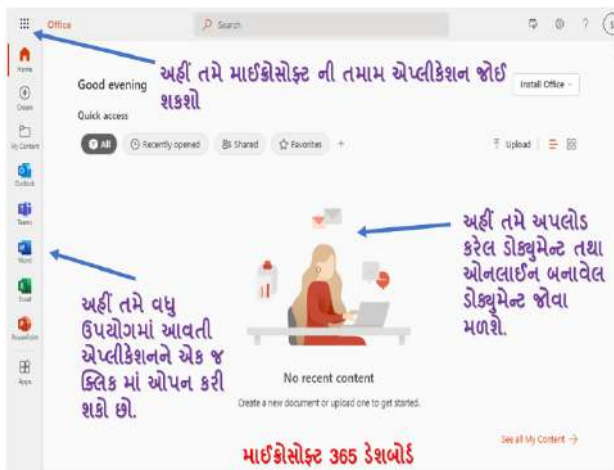 Office
Search
?
Home
Good evening
અહીં તમે માઈક્રોસોફ્ટ ની તમામ એપ્લીકેશન જોઈ
શકશો
Install Office
Create
Quick access
My Content
All
Recently opened
Shared
Favorites
+
Upload
Outlook
Teams
Word
Excel
PowerPoint
Apps
અહીં તમે અપલોડ
કરેલ ડોક્યુમેન્ટ તથા
ઓનલાઈન બનાવેલ
ડોક્યુમેન્ટ જોવા
મળશે.
અહીં તમે વધુ
ઉપયોગમાં આવતી
એપ્લીકેશનને એક જ
ક્લિક માં ઓપન કરી
શકો છો.
No recent content
Create a new document or upload one to get started.
See all My Content →
માઈક્રોસોફ્ટ 365 ડેશબોર્ડ